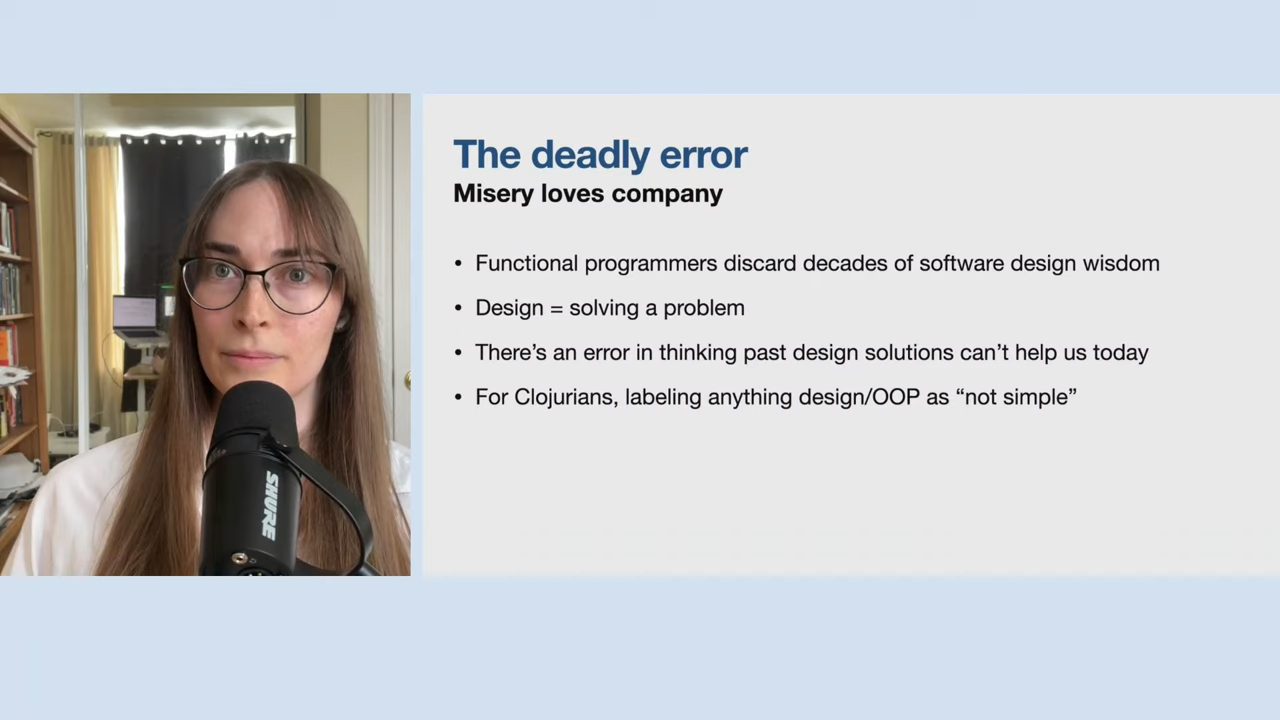 The deadly error
Misery loves company
• Functional programmers discard decades of software design wisdom
• Design = solving a problem
• There’s an error in thinking past design solutions can’t help us today
• For Clojurians, labeling anything design/OOP as “not simple”
SHURE